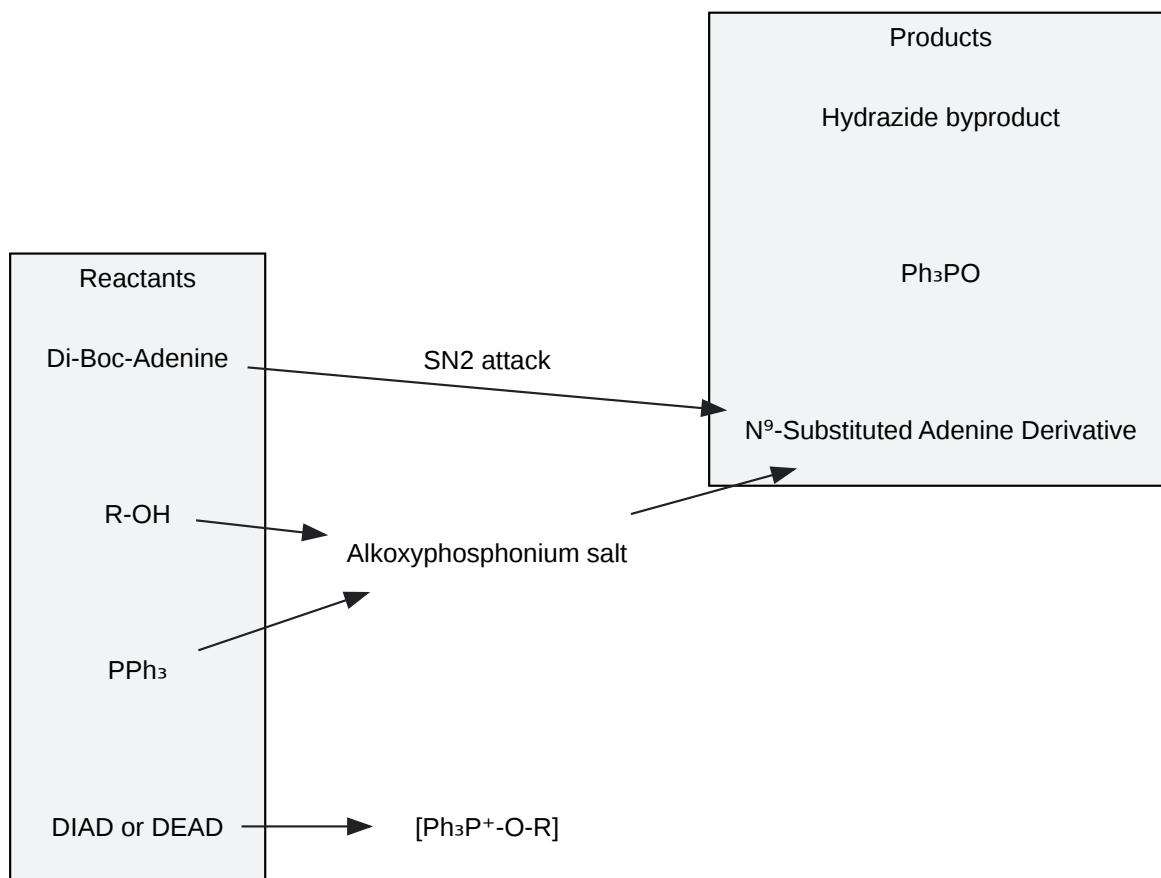 Products
Hydrazide byproduct
Ph₃PO
N⁹-Substituted Adenine Derivative
Reactants
Di-Boc-Adenine
SN2 attack
R-OH
Alkoxyphosphonium salt
PPh₃
DIAD or DEAD
[Ph₃P⁺-O-R]